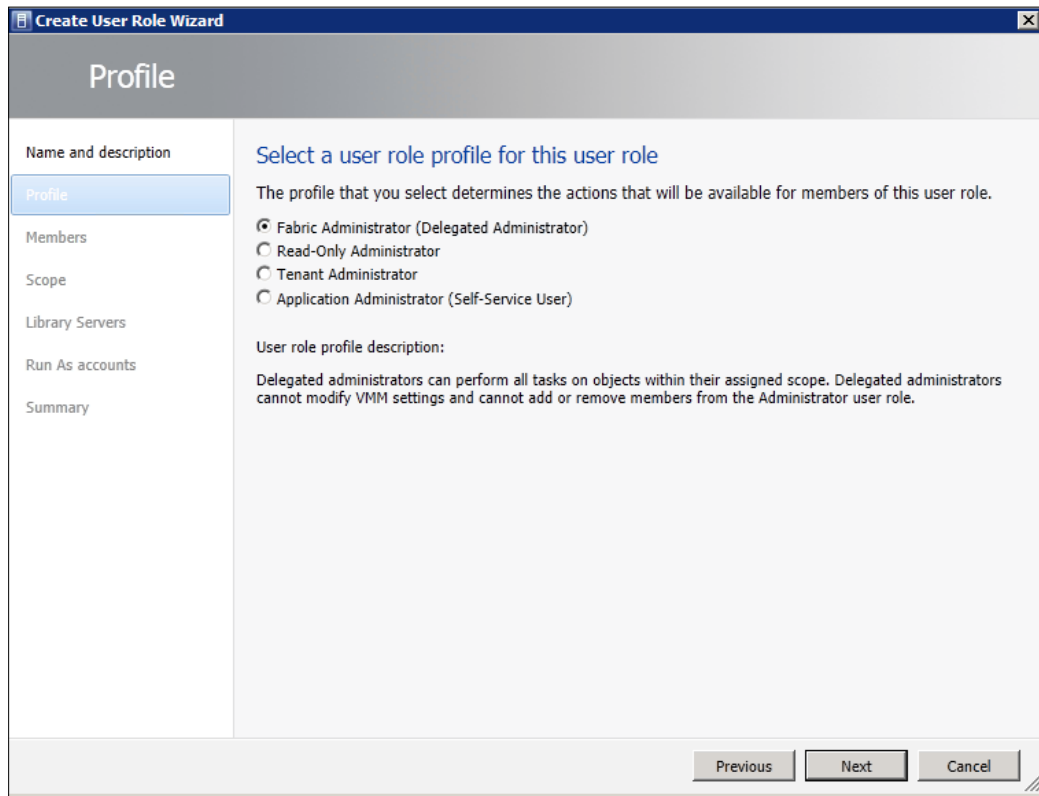 Create User Role Wizard
Profile
Name and description
Profile
Members
Scope
Library Servers
Run As accounts
Summary
Select a user role profile for this user role
The profile that you select determines the actions that will be available for members of this user role.
Fabric Administrator (Delegated Administrator)
Read-Only Administrator
Tenant Administrator
Application Administrator (Self-Service User)
User role profile description:
Delegated administrators can perform all tasks on objects within their assigned scope. Delegated administrators
cannot modify VMM settings and cannot add or remove members from the Administrator user role.
Previous
Next
Cancel